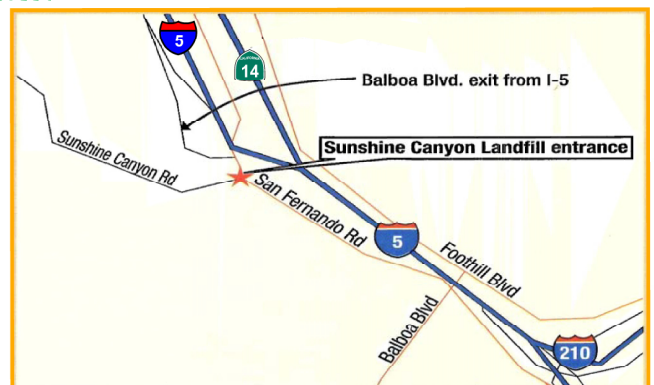 5
CALIFORNIA
14
Balboa Blvd. exit from I-5
Sunshine Canyon Landfill entrance
Sunshine Canyon Rd
San Fernando Rd
5
Foothill Blvd
Balboa Blvd
210